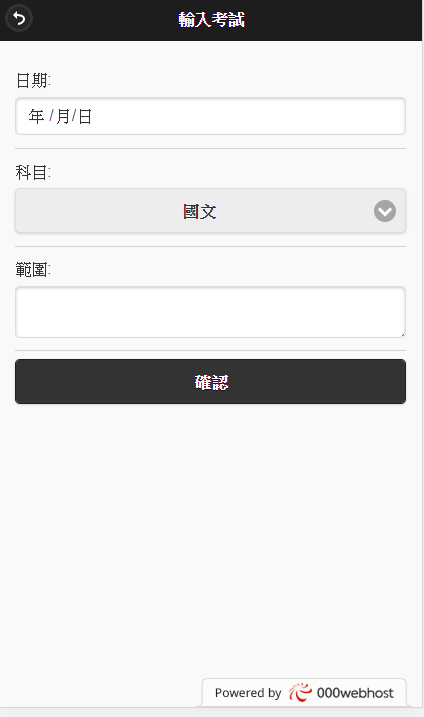 輸入考試
日期:
年 /月/日
科目:
國文
範圍:
確認
Powered by 000webhost